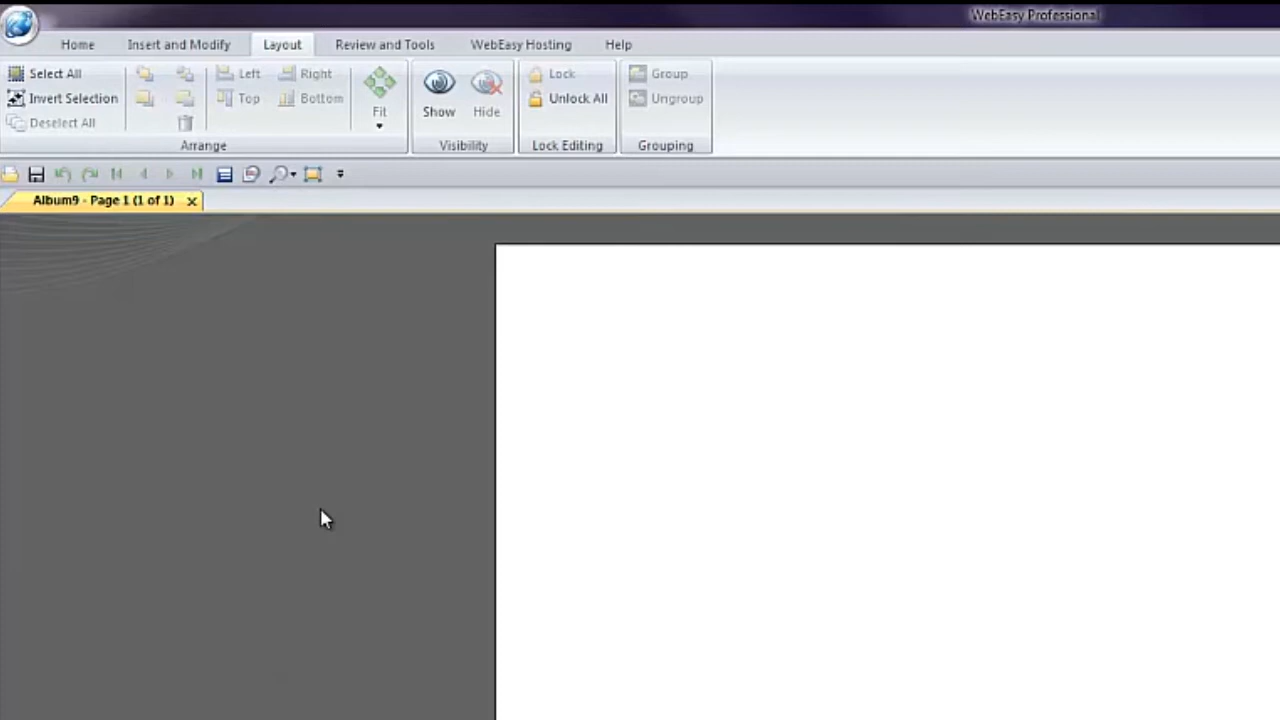 WebEasy Professional
Home Insert and Modify Layout Review and Tools WebEasy Hosting Help
Select All Left Right Lock Group
Invert Selection Top Bottom Fit Show Hide Unlock All Ungroup
Deselect All
Arrange Visibility Lock Editing Grouping
Album9 - Page 1 (1 of 1)